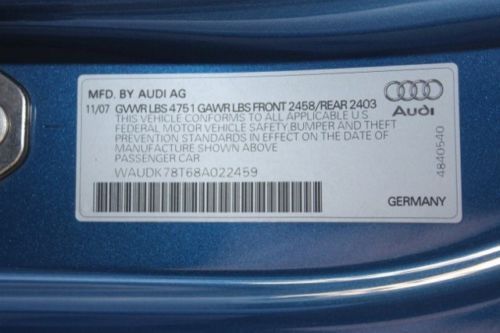 MFD. BY AUDI AG
11/07 GVWR LBS 4751 GAWR LBS FRONT 2458/REAR 2403
THIS VEHICLE CONFORMS TO ALL APPLICABLE U.S
FEDERAL MOTOR VEHICLE SAFETY,BUMPER AND THEFT
PREVENTION STANDARDS IN EFFECT ON THE DATE OF
MANUFACTURE SHOWN ABOVE
PASSENGER CAR
WAUDK78T68A022459
Audi
4840540
GERMANY